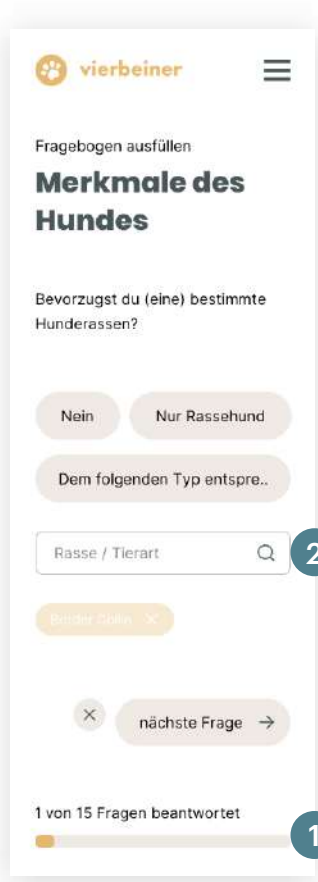 vierbeiner
Fragebogen ausfüllen
Merkmale des
Hundes
Bevorzugst du (eine) bestimmte
Hunderassen?
Nein
Nur Rassehund
Dem folgenden Typ entspre..
Rasse / Tierart
2
Border Collie
nächste Frage
1 von 15 Fragen beantwortet
1